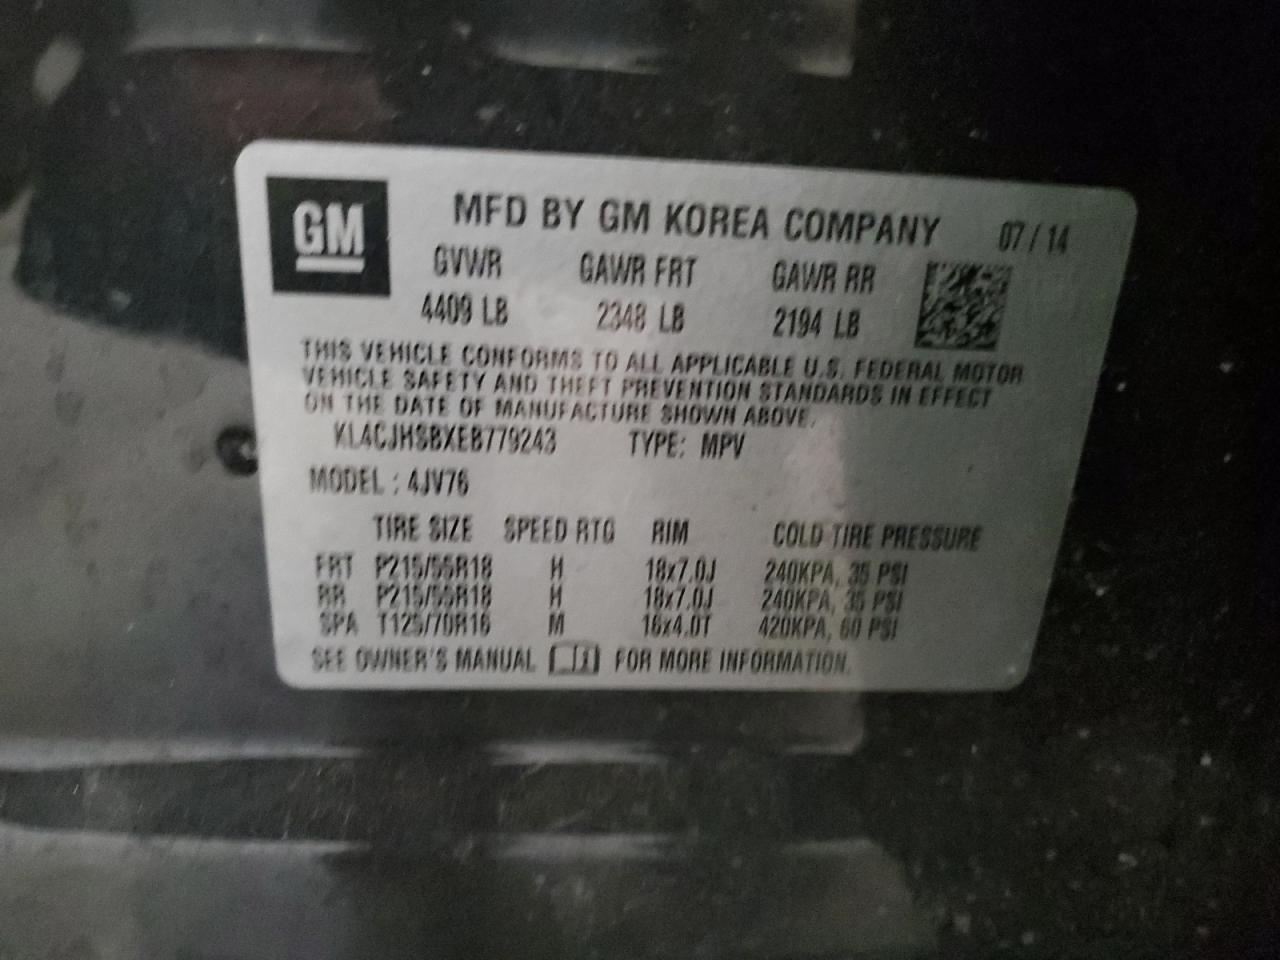 GM
MFD BY GM KOREA COMPANY 07/14
GVWR GAWR FRT GAWR RR
4409 LB 2348 LB 2194 LB
THIS VEHICLE CONFORMS TO ALL APPLICABLE U.S. FEDERAL MOTOR
VEHICLE SAFETY AND THEFT PREVENTION STANDARDS IN EFFECT
ON THE DATE OF MANUFACTURE SHOWN ABOVE.
KL4CJHSBXEB779243 TYPE: MPV
MODEL : 4JV76
TIRE SIZE SPEED RTG RIM COLD TIRE PRESSURE
FRT P215/55R18 H 18x7.0J 240KPA, 35 PSI
RR P215/55R18 H 18x7.0J 240KPA, 35 PSI
SPA T125/70R16 M 16x4.0T 420KPA, 60 PSI
SEE OWNER'S MANUAL FOR MORE INFORMATION.